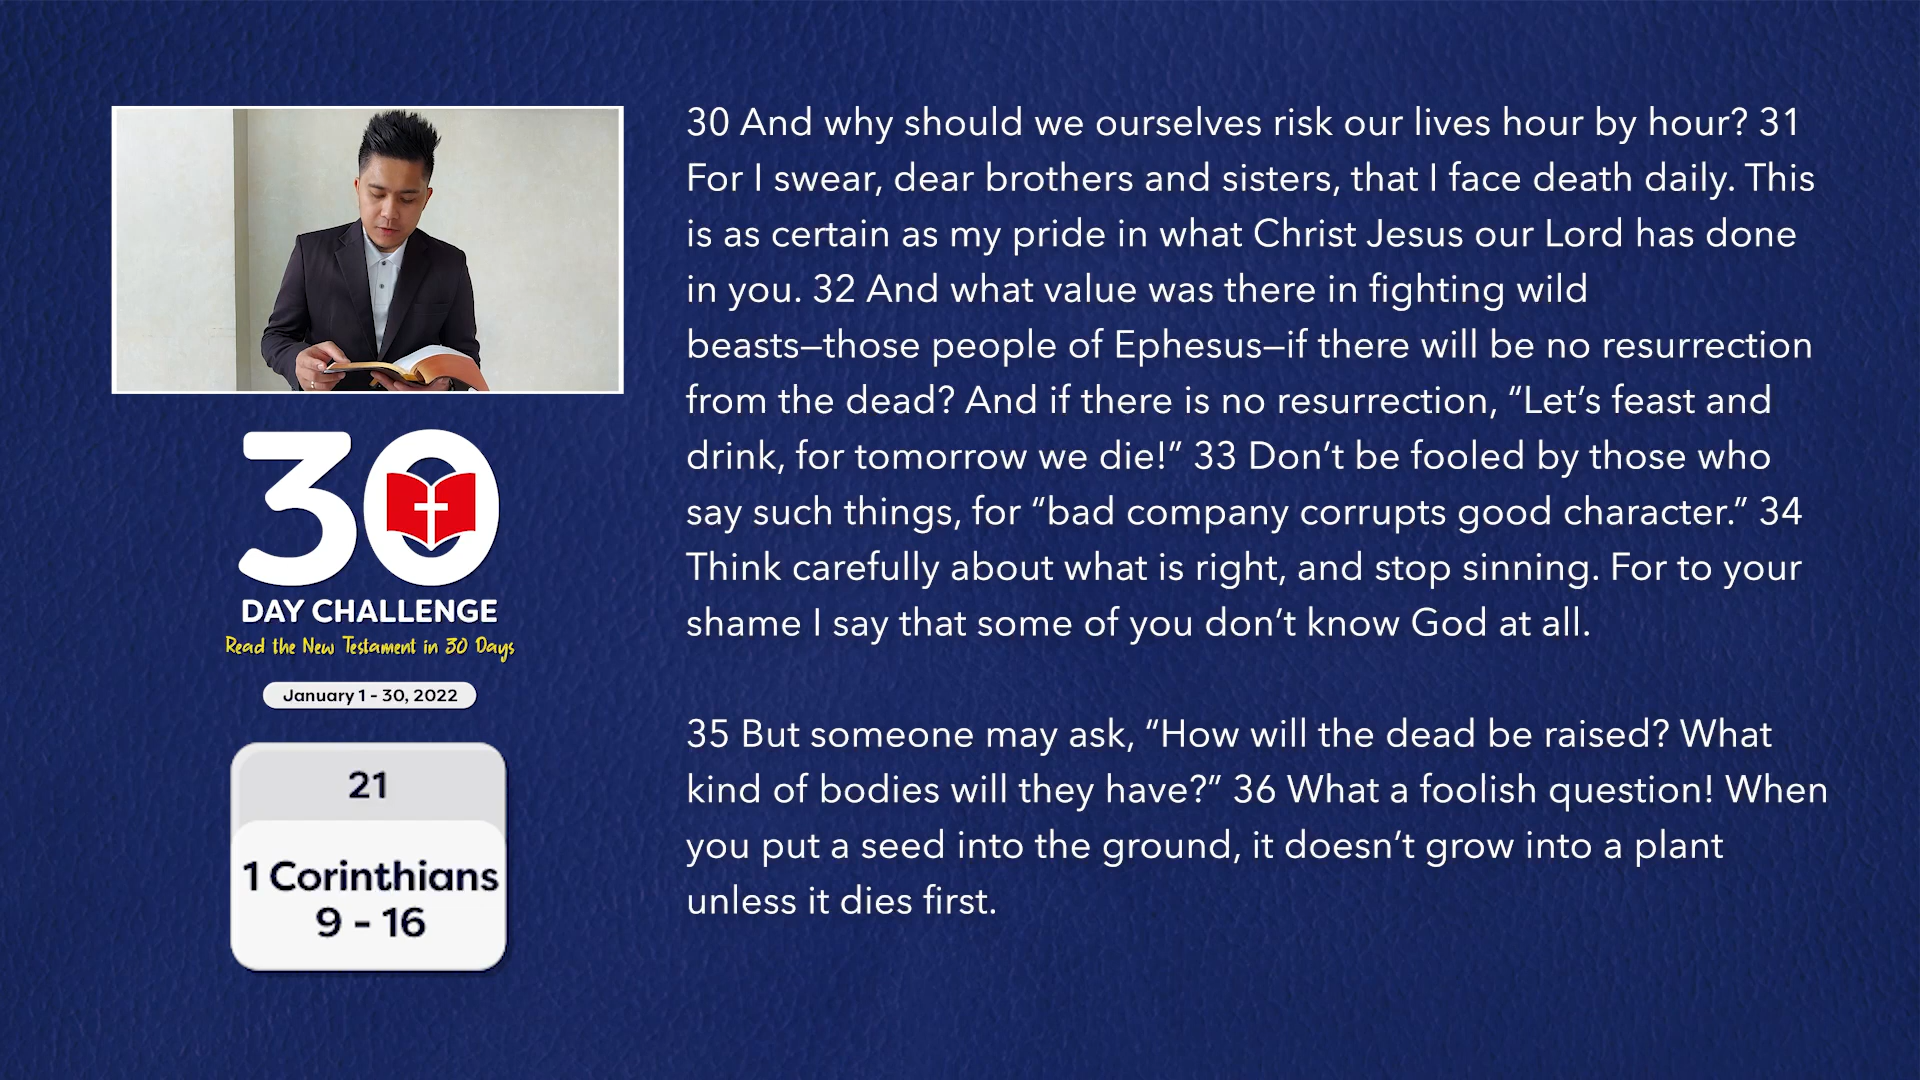 30 And why should we ourselves risk our lives hour by hour? 31
For I swear, dear brothers and sisters, that I face death daily. This
is as certain as my pride in what Christ Jesus our Lord has done
in you. 32 And what value was there in fighting wild
beasts—those people of Ephesus—if there will be no resurrection
from the dead? And if there is no resurrection, “Let’s feast and
drink, for tomorrow we die!” 33 Don’t be fooled by those who
say such things, for “bad company corrupts good character.” 34
Think carefully about what is right, and stop sinning. For to your
shame I say that some of you don’t know God at all.
35 But someone may ask, “How will the dead be raised? What
kind of bodies will they have?” 36 What a foolish question! When
you put a seed into the ground, it doesn’t grow into a plant
unless it dies first.
30
DAY CHALLENGE
Read the New Testament in 30 Days
January 1 - 30, 2022
21
1 Corinthians
9 - 16